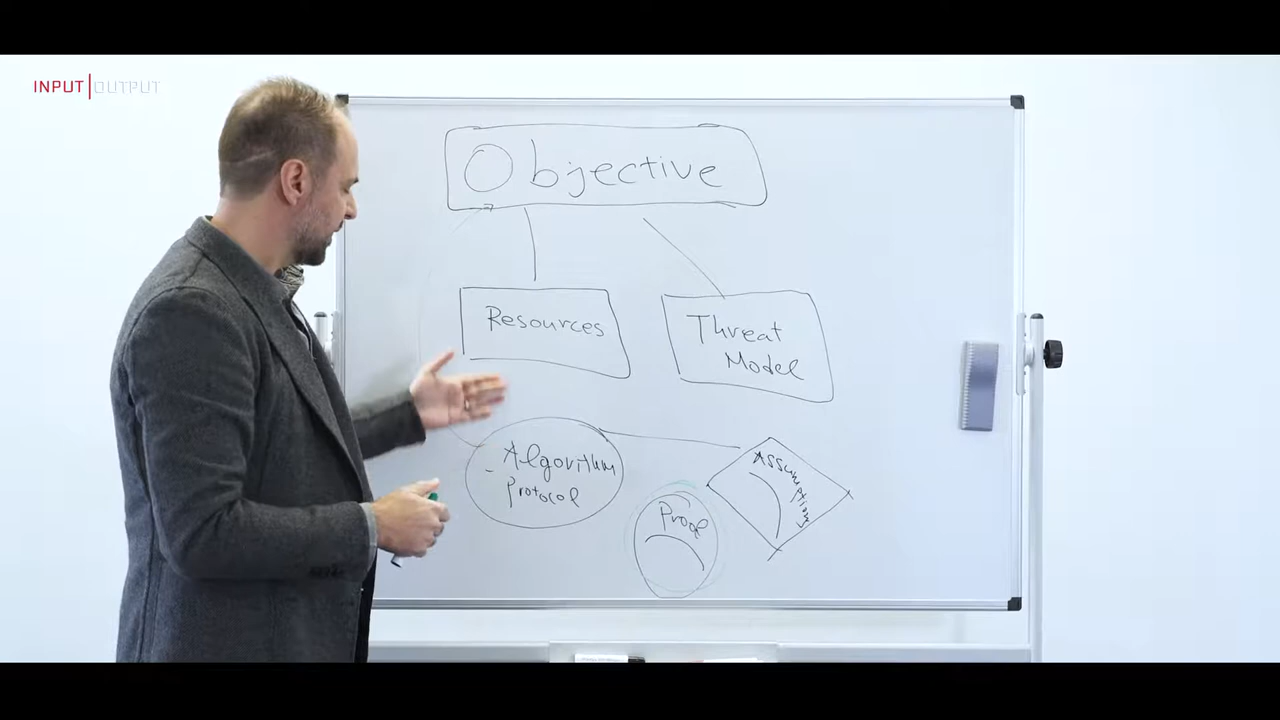 INPUT|OUTPUT
Objective
Resources
Threat
Model
Algorithm
- Protocol
Assumptions
Proof